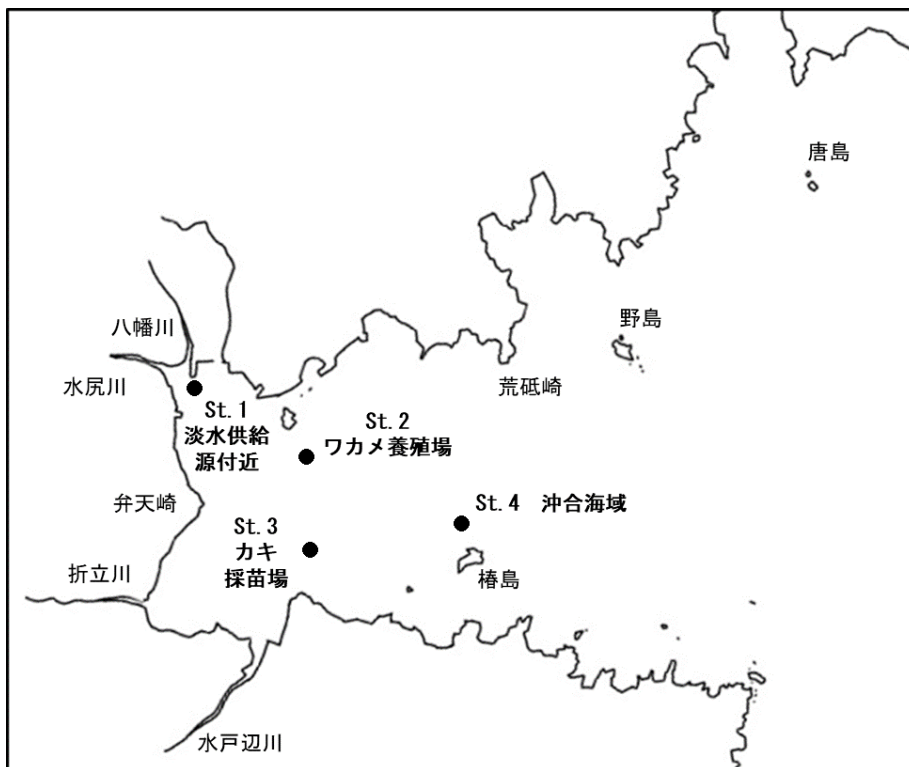 唐島
野島
八幡川
水尻川
荒砥崎
St.1
淡水供給
源付近
St.2
ワカメ養殖場
弁天崎
St.4 沖合海域
St.3
カキ
採苗場
折立川
椿島
水戸辺川